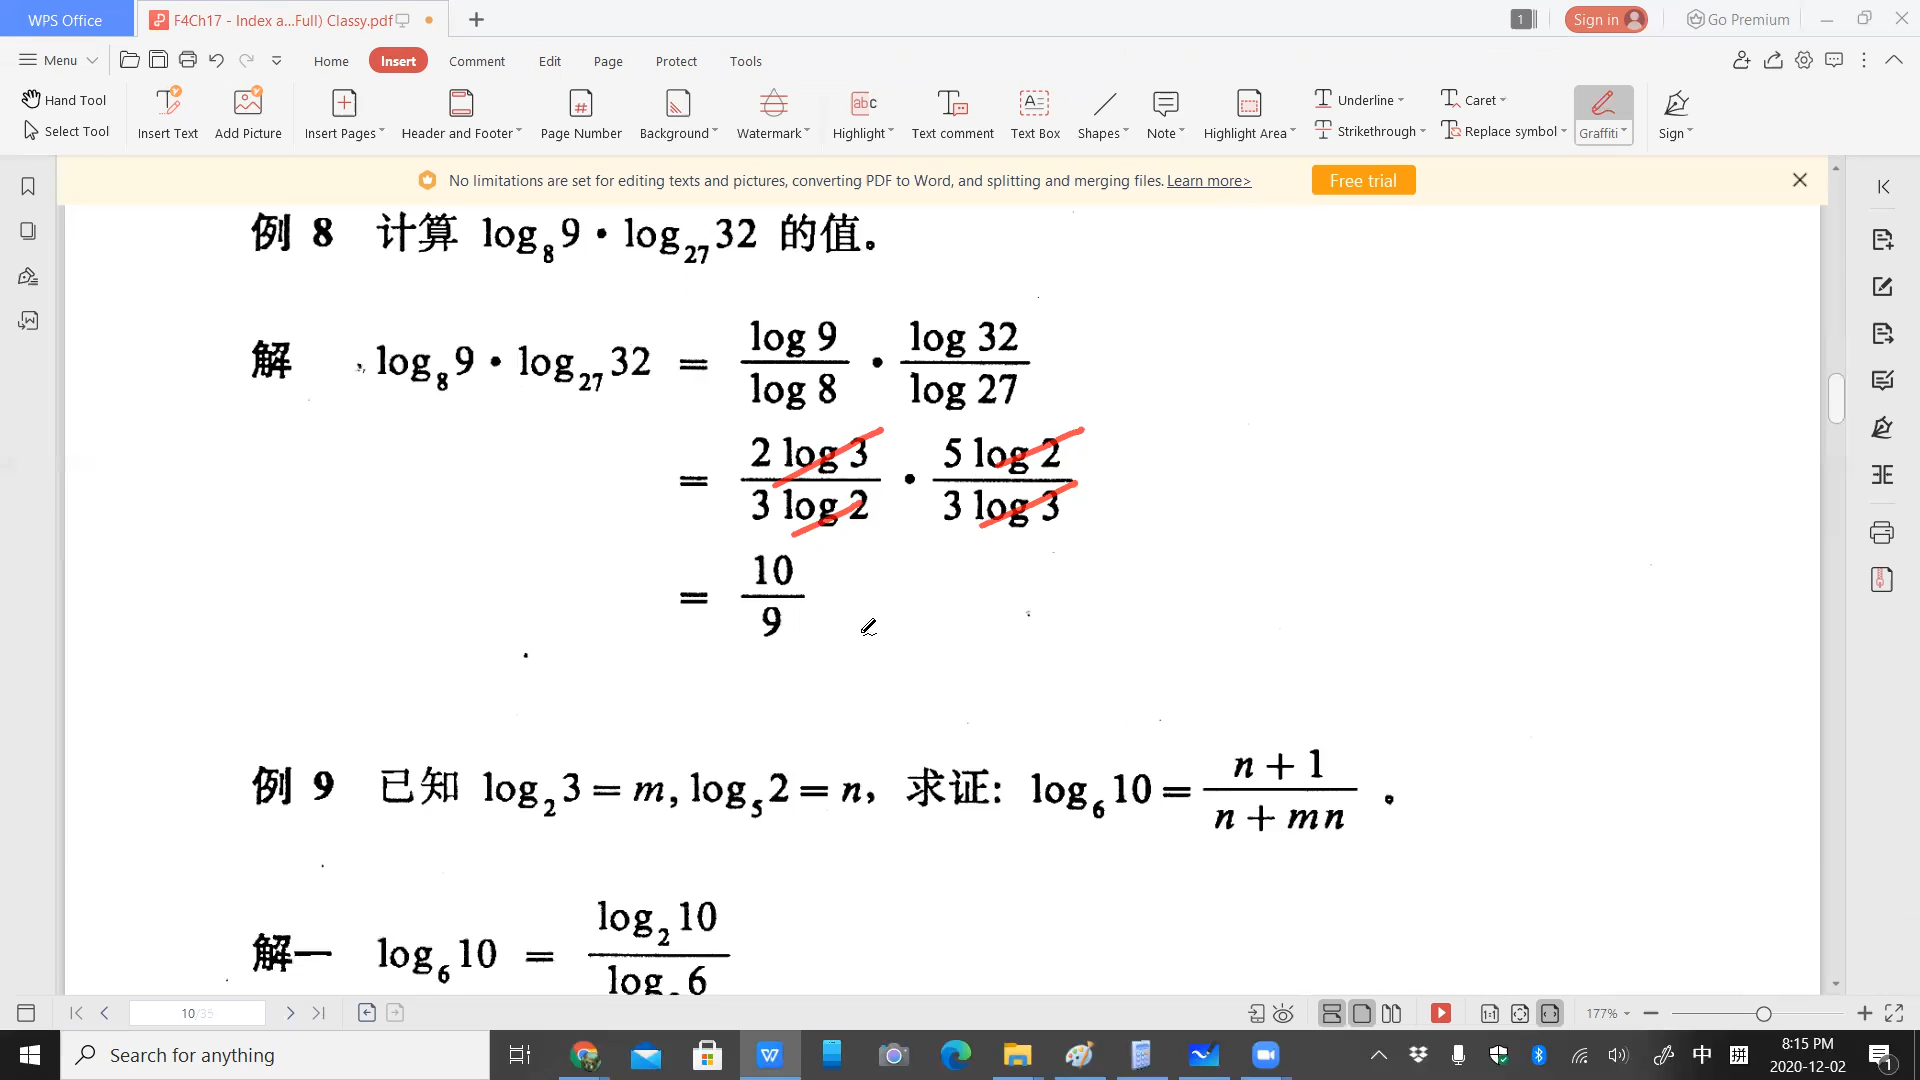 WPS Office
F4Ch17 - Index a...Full) Classy.pdf
1
Sign in
Go Premium
Menu
Home
Insert
Comment
Edit
Page
Protect
Tools
Hand Tool
Select Tool
Insert Text
Add Picture
Insert Pages
Header and Footer
Page Number
Background
Watermark
abc
Highlight
Text comment
Text Box
Shapes
Note
Highlight Area
Underline
Strikethrough
Caret
Replace symbol
Graffiti
Sign
No limitations are set for editing texts and pictures, converting PDF to Word, and splitting and merging files. Learn more>
Free trial
例 8 计算 log₈9 · log₂₇32 的值。
解 log₈9 · log₂₇32 = log 9 / log 8 · log 32 / log 27
= 2 log 3 / 3 log 2 · 5 log 2 / 3 log 3
= 10 / 9
例 9 已知 log₂3 = m, log₅2 = n, 求证: log₆10 = n + 1 / n + mn 。
解一 log₆10 = log₂10 / log₂6
10/35
1:1
177%
Search for anything
中
拼
8:15 PM
2020-12-02
1